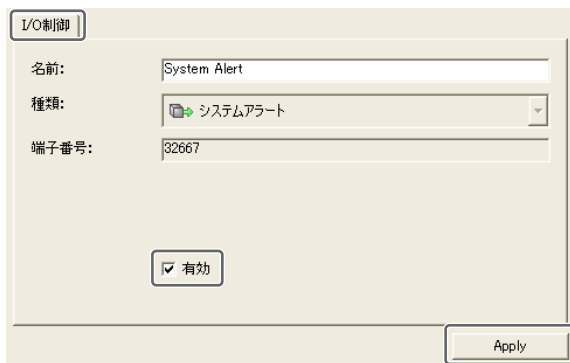 I/O制御
名前: System Alert
種類: システムアラート
端子番号: 32667
有効
Apply